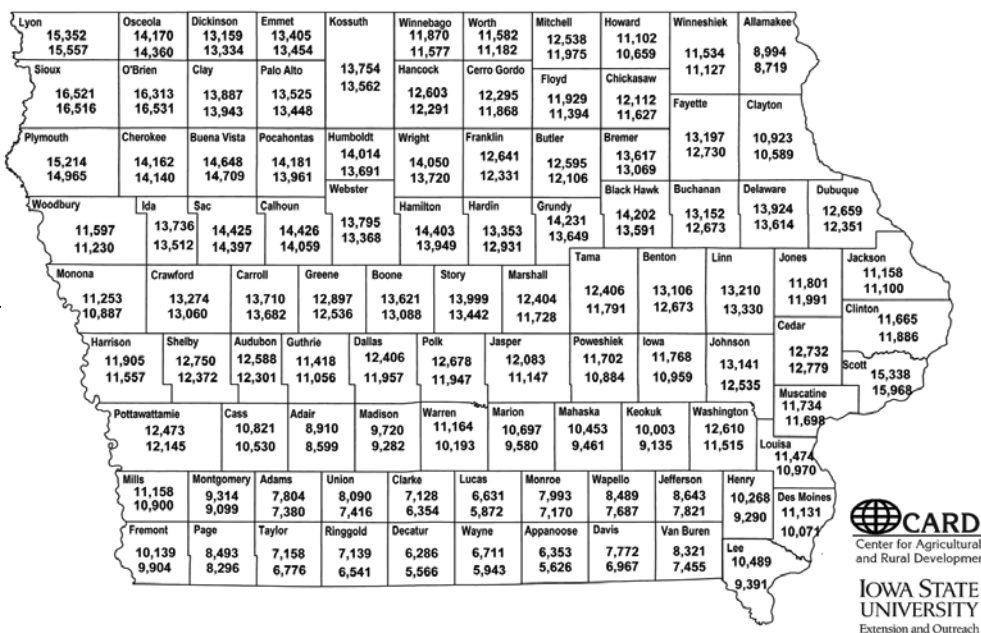 Lyon
15,352
15,557
Osceola
14,170
14,360
Dickinson
13,159
13,334
Emmet
13,405
13,454
Kossuth
13,754
13,562
Winnebago
11,870
11,577
Worth
11,582
11,182
Mitchell
12,538
11,975
Howard
11,102
10,659
Winneshiek
11,534
11,127
Allamakee
8,994
8,719
Sioux
16,521
16,516
O'Brien
16,313
16,531
Clay
13,887
13,943
Palo Alto
13,525
13,448
Hancock
12,603
12,291
Cerro Gordo
12,295
11,868
Floyd
11,929
11,394
Chickasaw
12,112
11,627
Fayette
13,197
12,730
Clayton
10,923
10,589
Plymouth
15,214
14,965
Cherokee
14,162
14,140
Buena Vista
14,648
14,709
Pocahontas
14,181
13,961
Humboldt
14,014
13,691
Wright
14,050
13,720
Franklin
12,641
12,331
Butler
12,595
12,106
Bremer
13,617
13,069
Woodbury
11,597
11,230
Ida
13,736
13,512
Sac
14,425
14,397
Calhoun
14,426
14,059
Webster
13,795
13,368
Hamilton
14,403
13,949
Hardin
13,353
12,931
Grundy
14,231
13,649
Black Hawk
14,202
13,591
Buchanan
13,152
12,673
Delaware
13,924
13,614
Dubuque
12,659
12,351
Monona
11,253
10,887
Crawford
13,274
13,060
Carroll
13,710
13,682
Greene
12,897
12,536
Boone
13,621
13,088
Story
13,999
13,442
Marshall
12,404
11,728
Tama
12,406
11,791
Benton
13,106
12,673
Linn
13,210
13,330
Jones
11,801
11,991
Jackson
11,158
11,100
Clinton
11,665
11,886
Cedar
12,732
12,779
Harrison
11,905
11,557
Shelby
12,750
12,372
Audubon
12,588
12,301
Guthrie
11,418
11,056
Dallas
12,406
11,957
Polk
12,678
11,947
Jasper
12,083
11,147
Poweshiek
11,702
10,884
Iowa
11,768
10,959
Johnson
13,141
12,535
Scott
15,338
15,968
Muscatine
11,734
11,698
Pottawattamie
12,473
12,145
Cass
10,821
10,530
Adair
8,910
8,599
Madison
9,720
9,282
Warren
11,164
10,193
Marion
10,697
9,580
Mahaska
10,453
9,461
Keokuk
10,003
9,135
Washington
12,610
11,515
Louisa
11,474
10,970
Mills
11,158
10,900
Montgomery
9,314
9,099
Adams
7,804
7,380
Union
8,090
7,416
Clarke
7,128
6,354
Lucas
6,631
5,872
Monroe
7,993
7,170
Wapello
8,489
7,687
Jefferson
8,643
7,821
Henry
10,268
9,290
Des Moines
11,131
10,071
Fremont
10,139
9,904
Page
8,493
8,296
Taylor
7,158
6,776
Ringgold
7,139
6,541
Decatur
6,286
5,566
Wayne
6,711
5,943
Appanoose
6,353
5,626
Davis
7,772
6,967
Van Buren
8,321
7,455
Lee
10,489
9,391
CARD
Center for Agricultural
and Rural Developmen
IOWA STATE
UNIVERSITY
Extension and Outreach